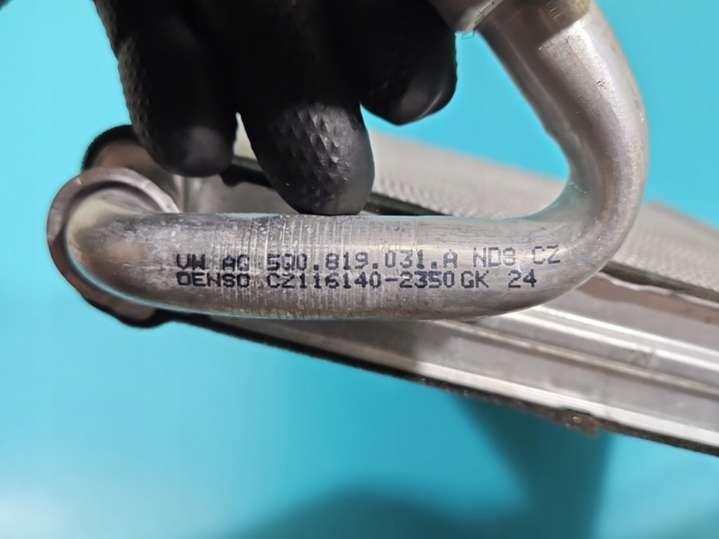 VW AG 5Q0.819.031.A ND8 CZ
DENSO CZ116140-2350 GK 24